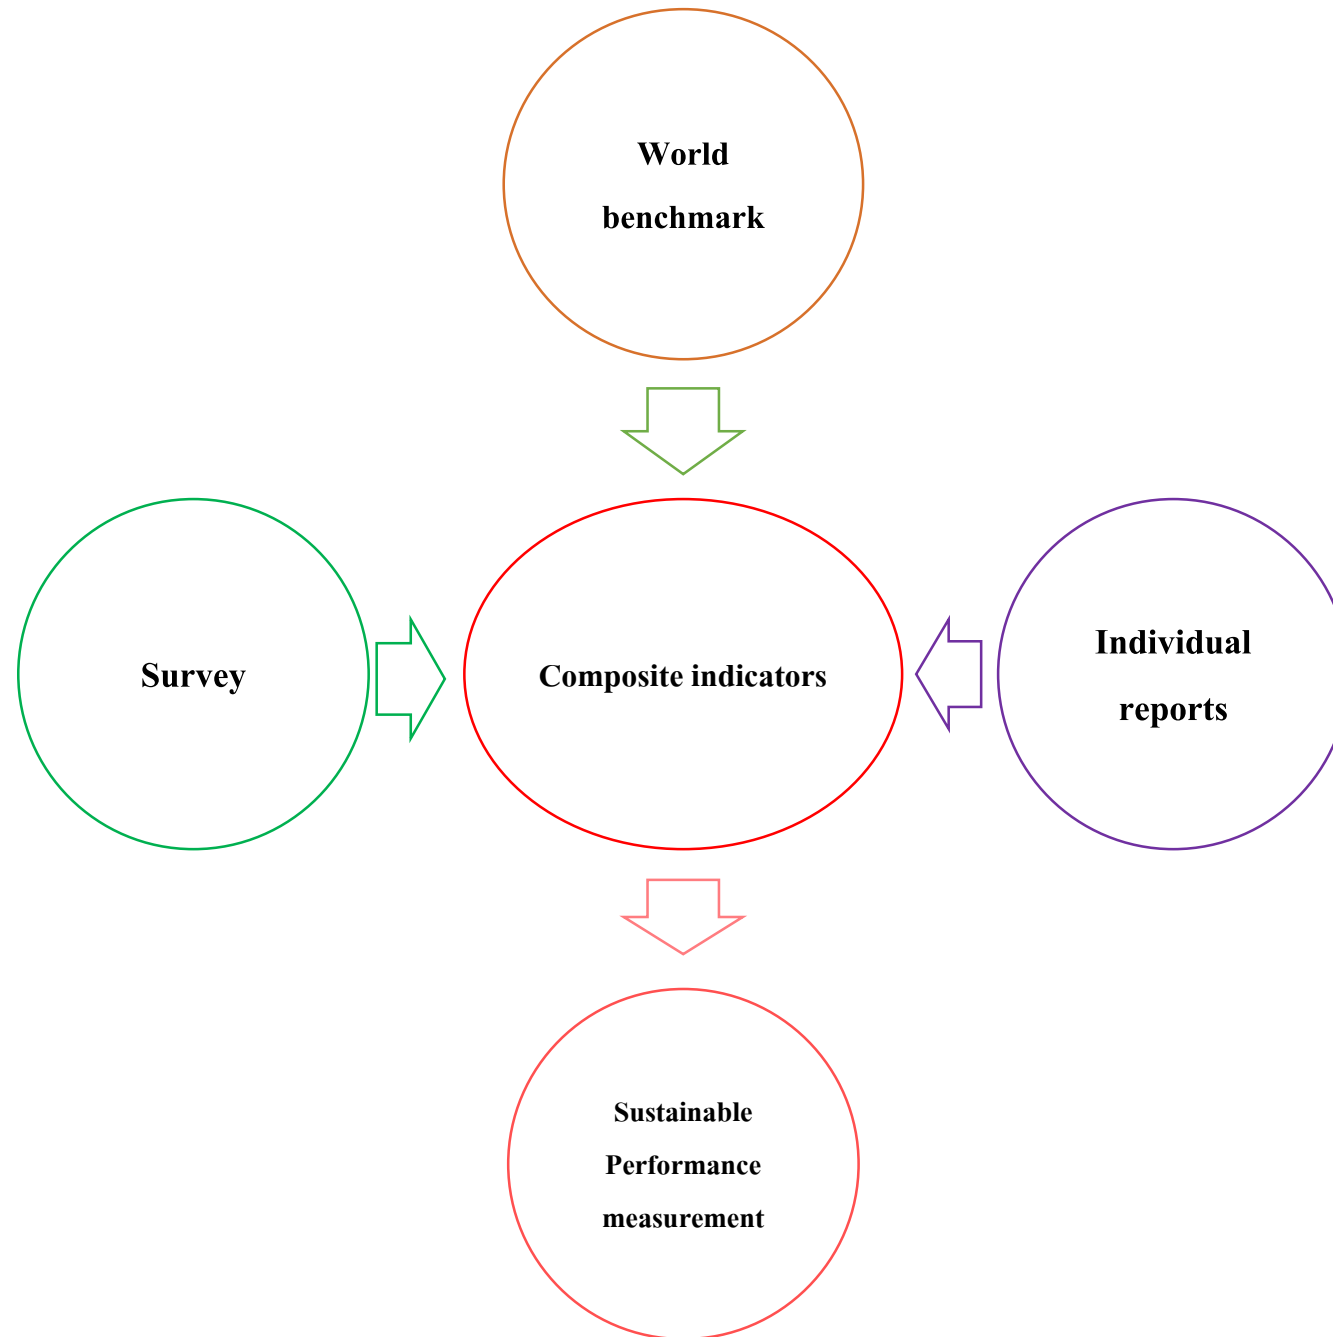 World
benchmark
Survey
Composite indicators
Individual
reports
Sustainable
Performance
measurement